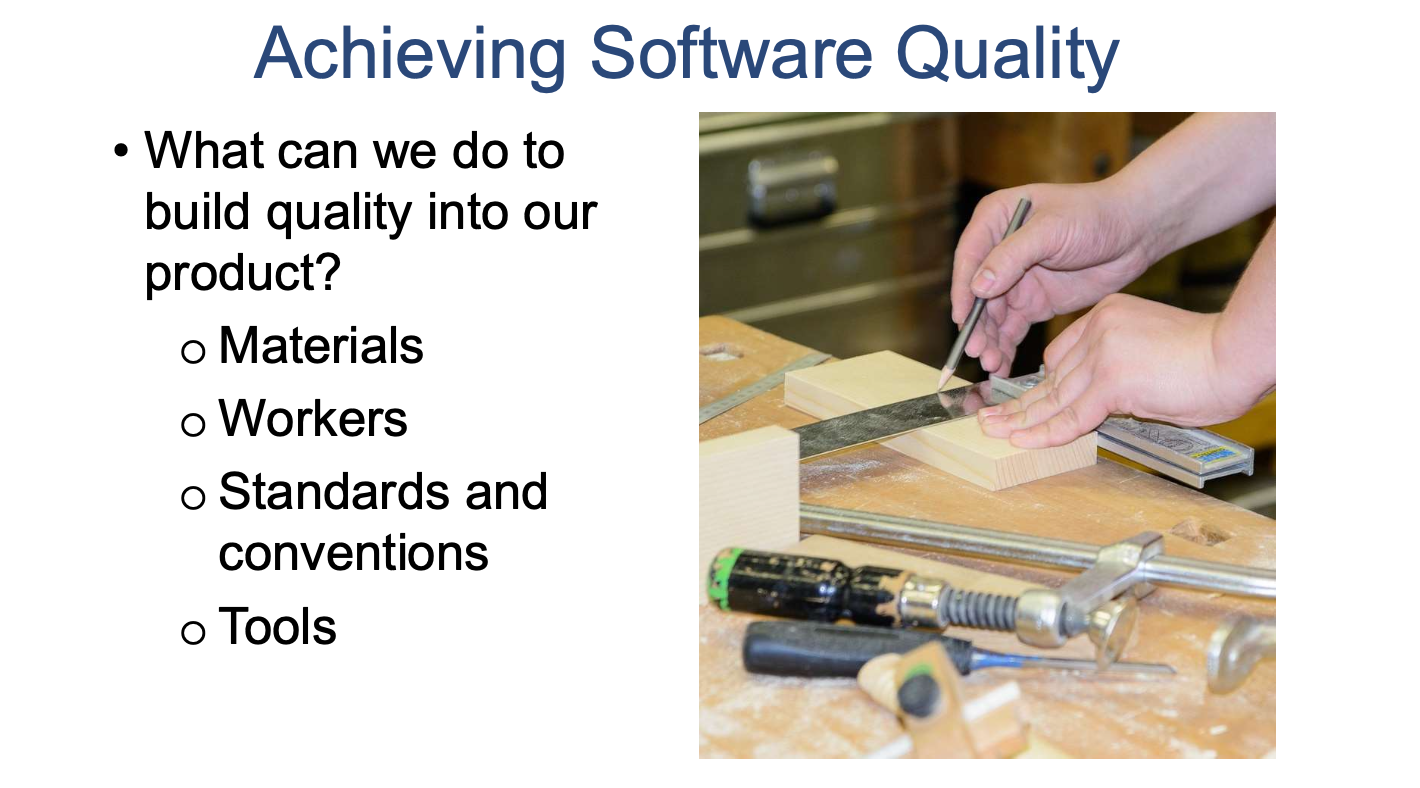 Achieving Software Quality
• What can we do to
build quality into our
product?
o Materials
o Workers
o Standards and
conventions
o Tools